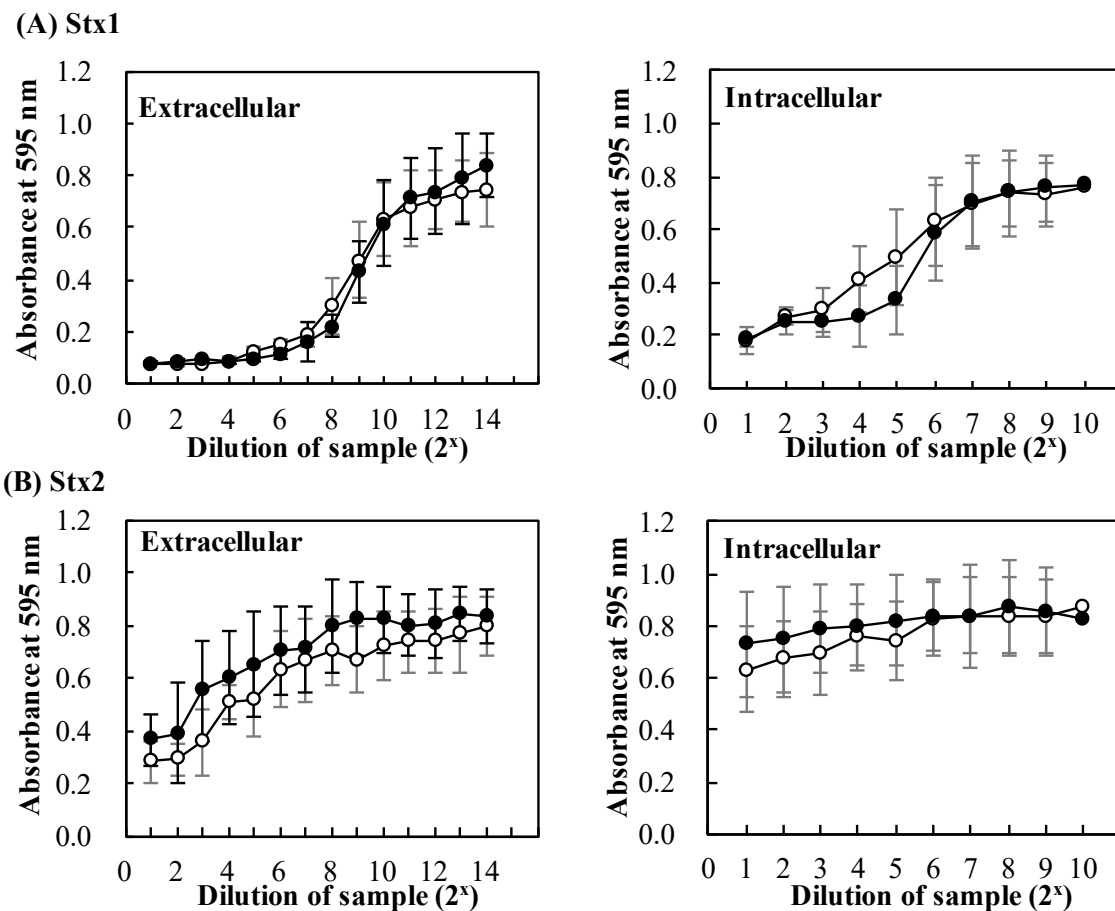 (A) Stx1
Extracellular
Absorbance at 595 nm
1.2
1.0
0.8
0.6
0.4
0.2
0.0
0 2 4 6 8 10 12 14
Dilution of sample (2ˣ)
Intracellular
Absorbance at 595 nm
1.2
1.0
0.8
0.6
0.4
0.2
0.0
0 1 2 3 4 5 6 7 8 9 10
Dilution of sample (2ˣ)
(B) Stx2
Extracellular
Absorbance at 595 nm
1.2
1.0
0.8
0.6
0.4
0.2
0.0
0 2 4 6 8 10 12 14
Dilution of sample (2ˣ)
Intracellular
Absorbance at 595 nm
1.2
1.0
0.8
0.6
0.4
0.2
0.0
0 1 2 3 4 5 6 7 8 9 10
Dilution of sample (2ˣ)